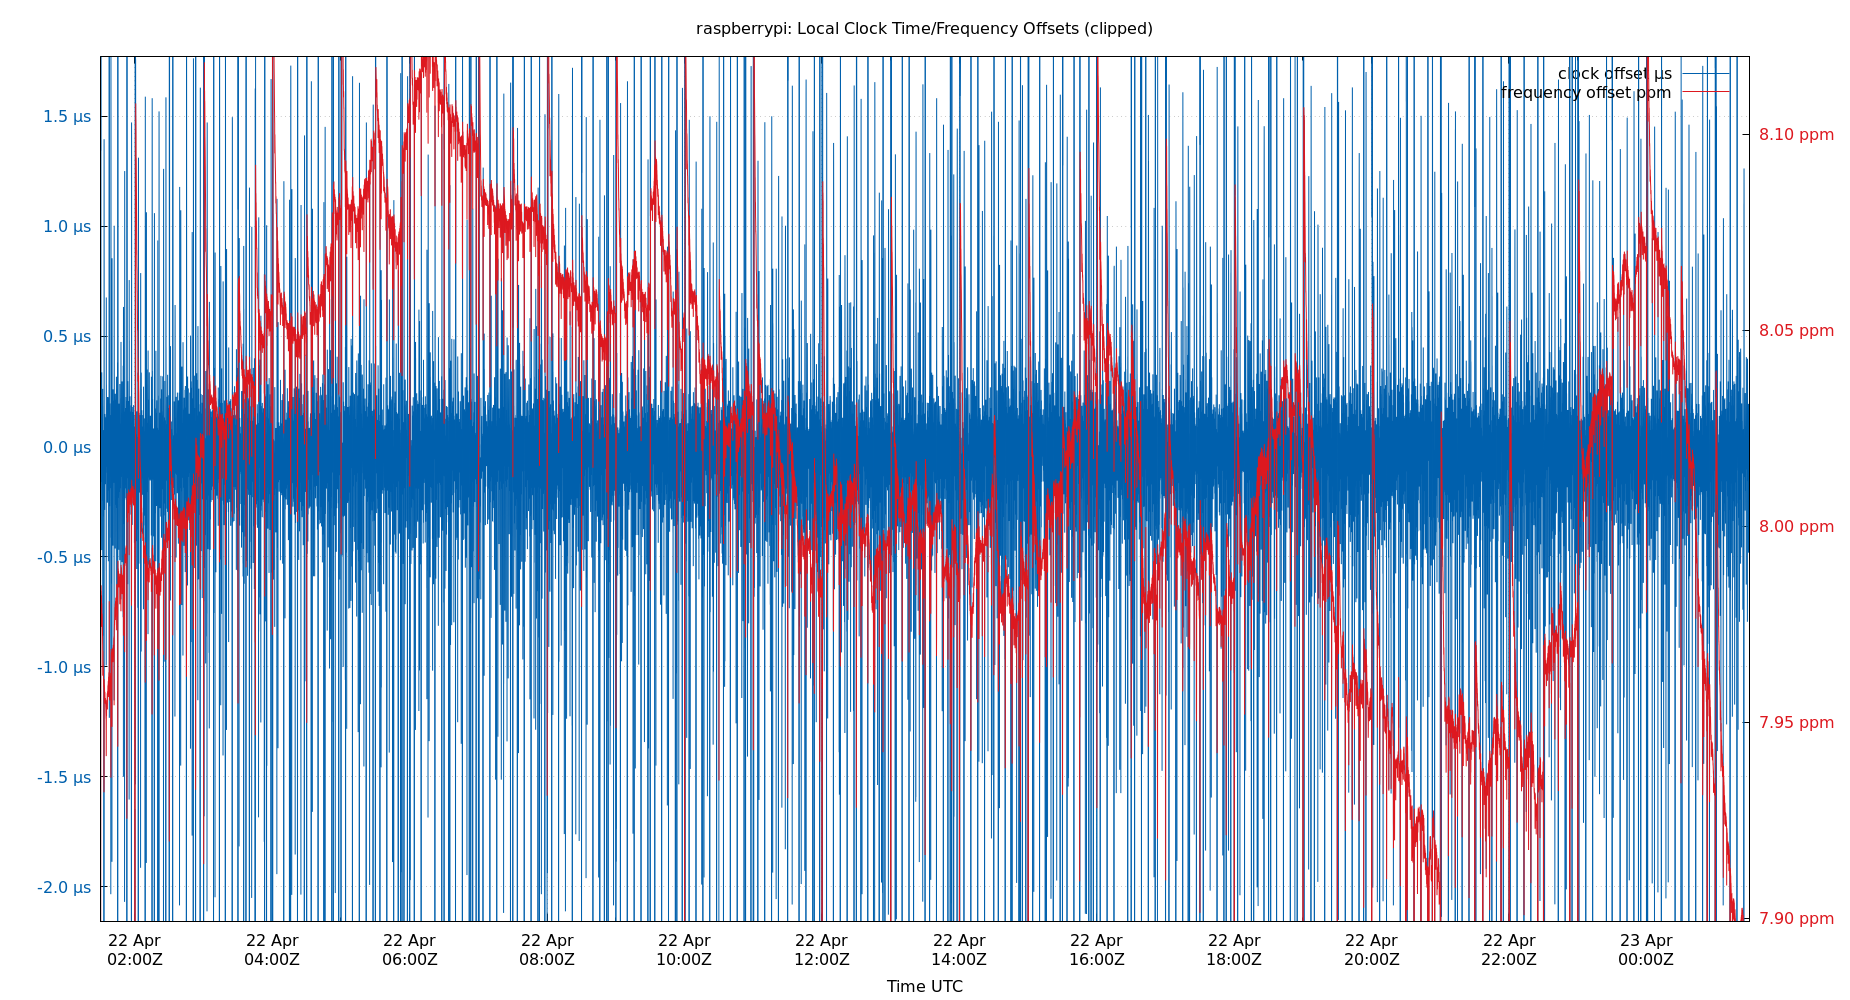 raspberrypi: Local Clock Time/Frequency Offsets (clipped)
clock offset µs
frequency offset ppm
1.5 µs
1.0 µs
0.5 µs
0.0 µs
-0.5 µs
-1.0 µs
-1.5 µs
-2.0 µs
8.10 ppm
8.05 ppm
8.00 ppm
7.95 ppm
7.90 ppm
22 Apr 22 Apr 22 Apr 22 Apr 22 Apr 22 Apr 22 Apr 22 Apr 22 Apr 22 Apr 22 Apr 23 Apr
02:00Z 04:00Z 06:00Z 08:00Z 10:00Z 12:00Z 14:00Z 16:00Z 18:00Z 20:00Z 22:00Z 00:00Z
Time UTC